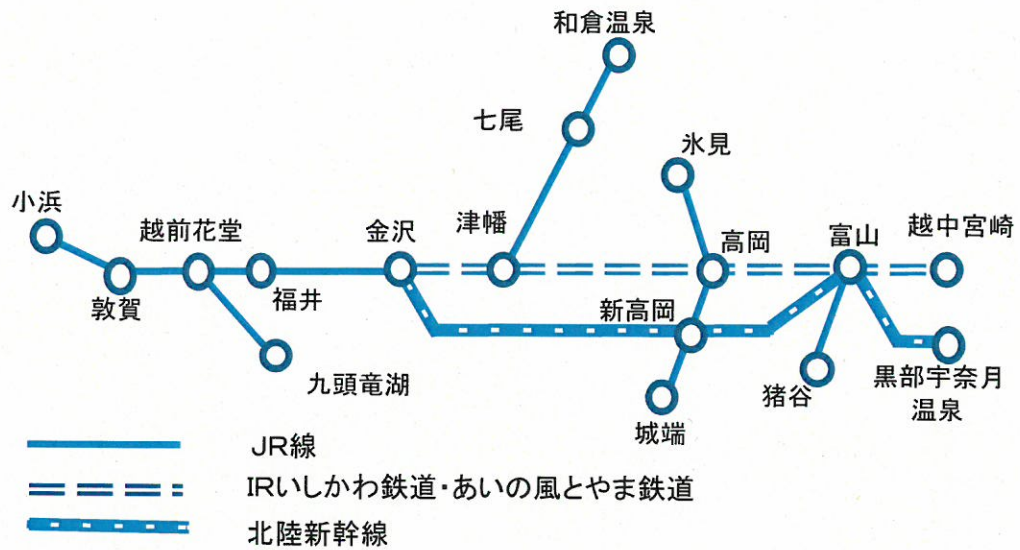 和倉温泉
七尾
氷見
小浜
越前花堂
金沢
津幡
高岡
富山
越中宮崎
敦賀
福井
新高岡
九頭竜湖
猪谷
黒部宇奈月
温泉
城端
JR線
IRいしかわ鉄道・あいの風とやま鉄道
北陸新幹線